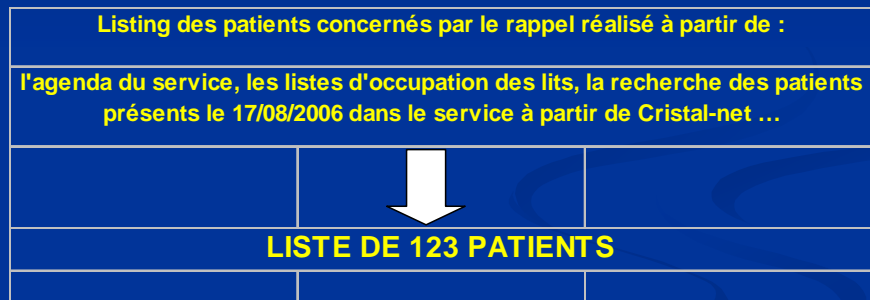 Listing des patients concernés par le rappel réalisé à partir de :
l'agenda du service, les listes d'occupation des lits, la recherche des patients
présents le 17/08/2006 dans le service à partir de Cristal-net …
LISTE DE 123 PATIENTS